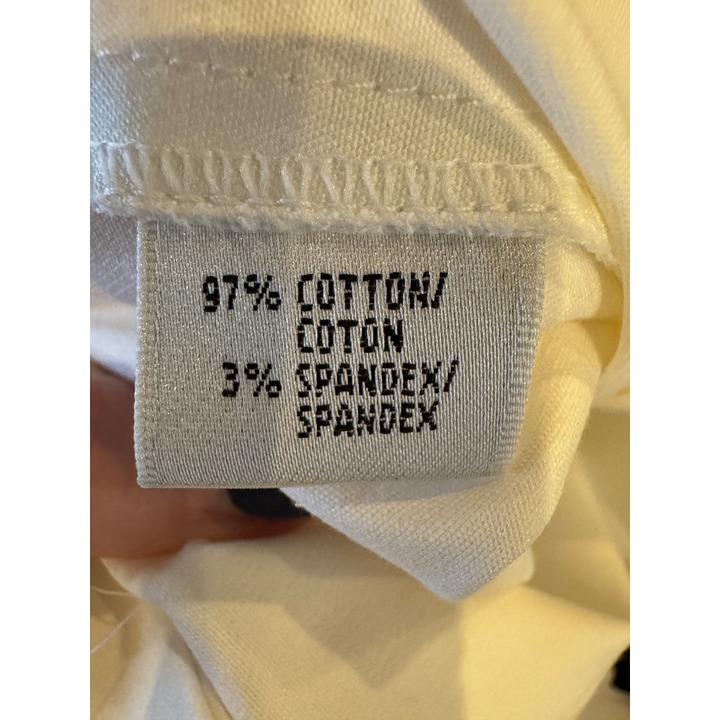 97% COTTON/
COTON
3% SPANDEX/
SPANDEX